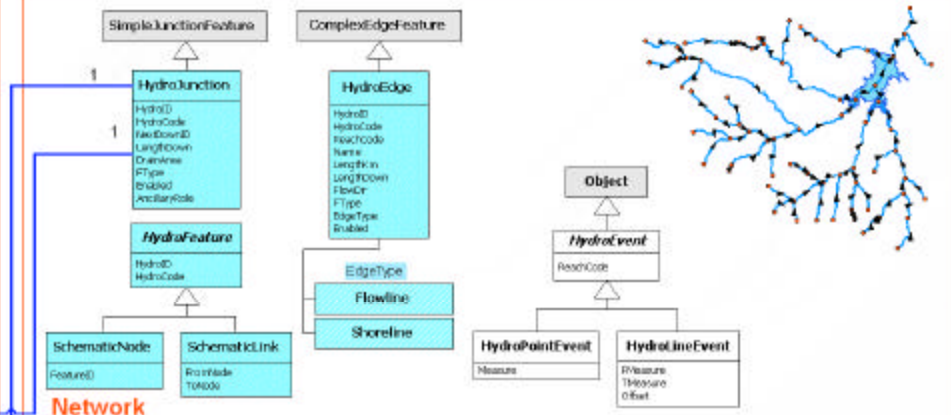 SimpleJunctionFeature
ComplexEdgeFeature
1
HydroJunction
HydroID
HydroCode
NextDownID
LengthDown
DrainArea
FType
Enabled
AncillaryRole
1
HydroEdge
HydroID
HydroCode
ReachCode
Name
LengthKm
LengthDown
FlowDir
FType
EdgeType
Enabled
HydroFeature
HydroID
HydroCode
EdgeType
Flowline
Shoreline
SchematicNode
FeatureID
SchematicLink
FromNode
ToNode
Object
HydroEvent
ReachCode
HydroPointEvent
Measure
HydroLineEvent
FMeasure
TMeasure
Offset
Network